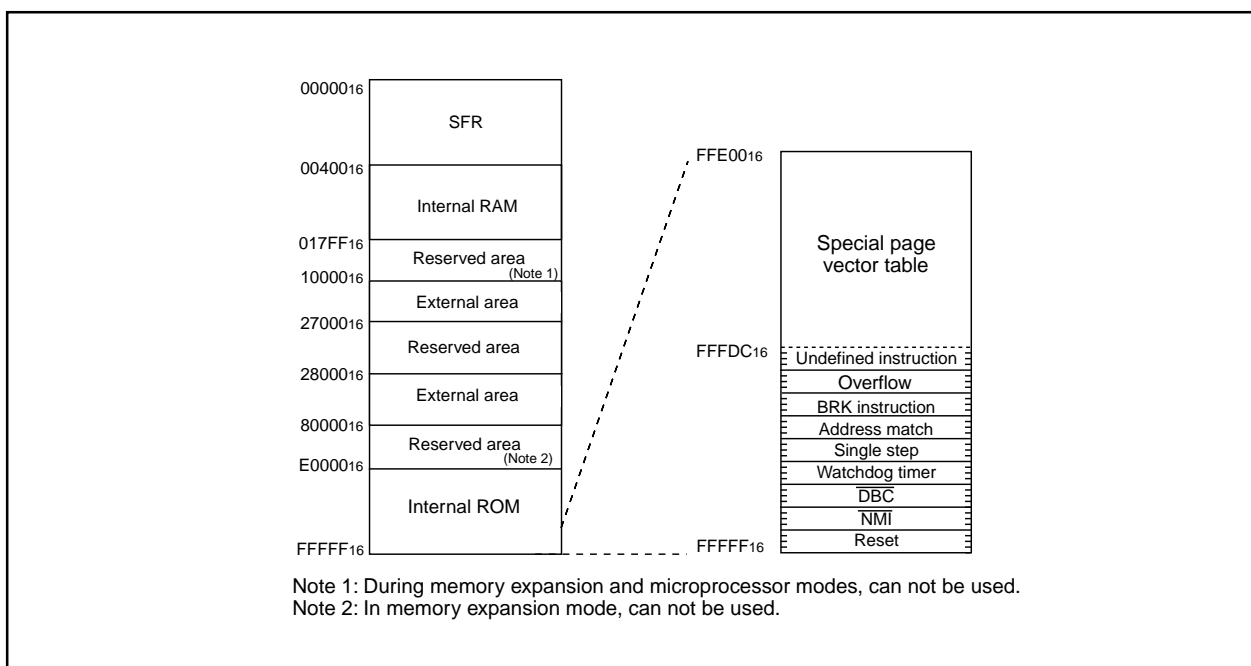 0000016
SFR
0040016
Internal RAM
017FF16
Reserved area
(Note 1)
1000016
External area
2700016
Reserved area
2800016
External area
8000016
Reserved area
(Note 2)
E000016
Internal ROM
FFFFF16
FFE0016
Special page
vector table
FFFDC16
Undefined instruction
Overflow
BRK instruction
Address match
Single step
Watchdog timer
DBC
NMI
Reset
FFFFF16
Note 1: During memory expansion and microprocessor modes, can not be used.
Note 2: In memory expansion mode, can not be used.